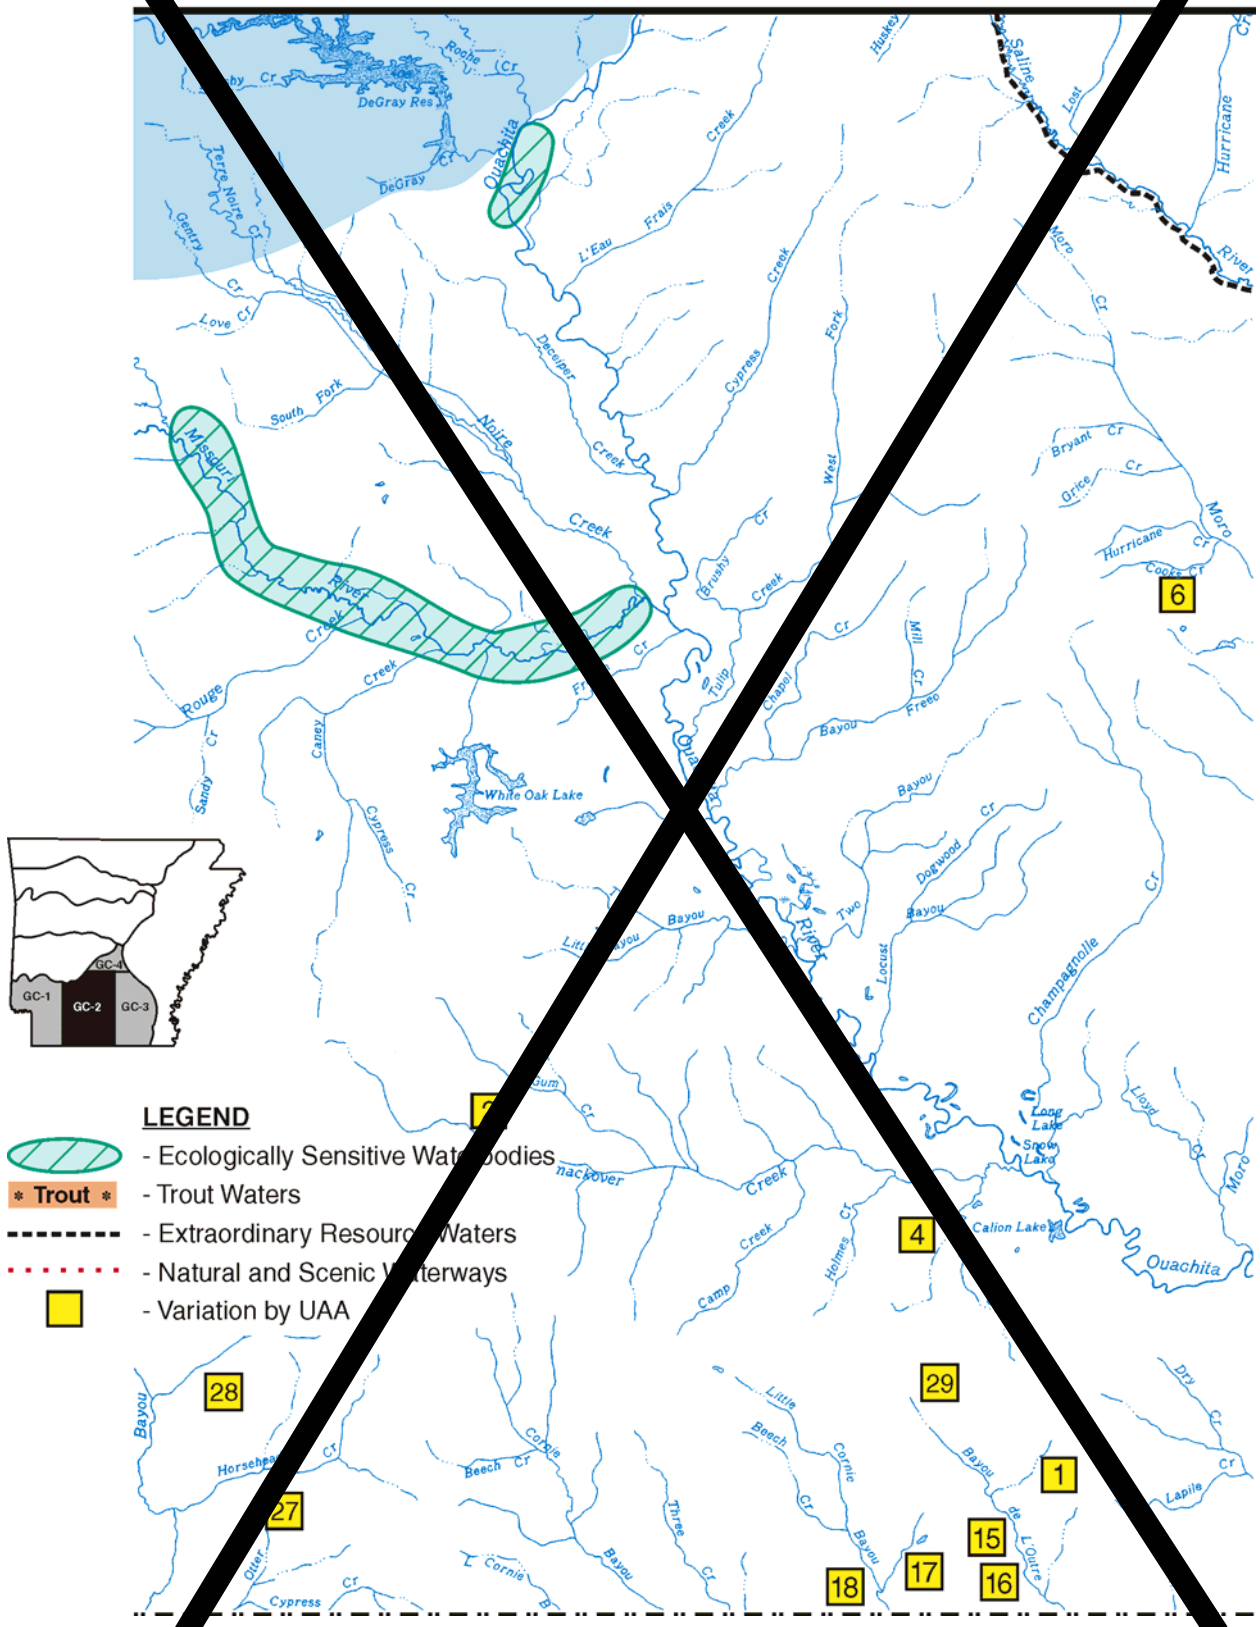 Roche
Cr
Huskey
Saline
Cr
Cr
DeGray Res
Lost
Hurricane
Ouachita
Creek
Cr
DeGray
Terre Noire
Cr
Gentry
Frais
L'Eau
Moro
River
Creek
Cr
Love Cr
Cr
Fork
Deceiper
Cypress
South Fork
Noire
Missouri
Creek
West
Bryant Cr
Cr
Grice
Moro
Creek
Cr
Hurricane
Cr
Cooks Cr
6
Brushy
Creek
River
Creek
Cr
Cr
Mill
Cr
Creek
Tulip
Chapel
Rouge
Freeo
Bayou
Cr
Caney
Sandy
White Oak Lake
Bayou
Cr
Cypress
Cr
Dogwood
Cr
Two
Bayou
Bayou
River
Locust
Champagnolle
GC-4
GC-1
GC-2
GC-3
Gum
Cr
Long
Lake
Snow
Lake
Lloyd
Cr
Moro
LEGEND
- Ecologically Sensitive Waterbodies
* Trout *
- Trout Waters
- Extraordinary Resource Waters
- Natural and Scenic Waterways
- Variation by UAA
nackover
Creek
Creek
Holmes
Cr
Camp
4
Calion Lake
Ouachita
28
29
Bayou
Little
Dry
Cr
Beech
Cornie
Cr
Cornie
Beech Cr
Cr
Bayou
1
Cr
Lapile
27
Three
Cr
Bayou
de
L'Outre
15
16
17
18
Otter
Cornie
B
Bayou
Cr
Cypress